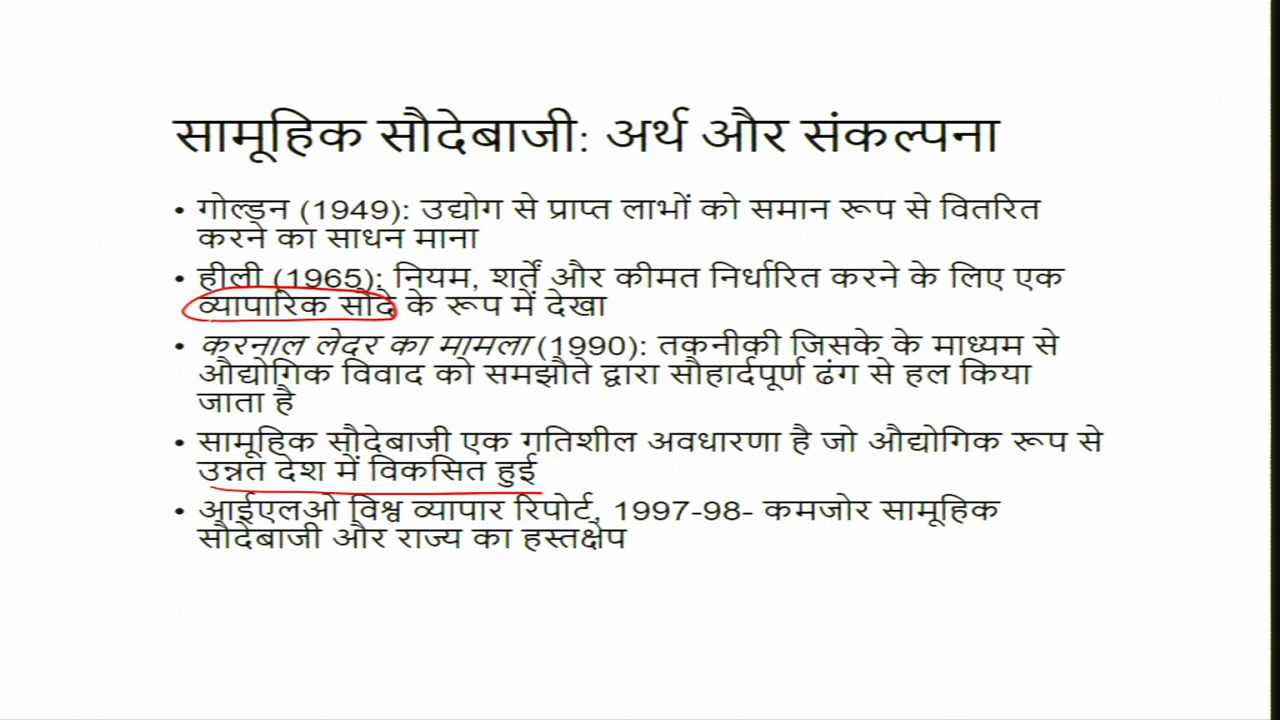 सामूहिक सौदेबाजी: अर्थ और संकल्पना
• गोल्डन (1949): उद्योग से प्राप्त लाभों को समान रूप से वितरित
करने का साधन माना
• हीली (1965): नियम, शर्तें और कीमत निर्धारित करने के लिए एक
व्यापारिक सौदे के रूप में देखा
• करनाल लेदर का मामला (1990): तकनीकी जिसके के माध्यम से
औद्योगिक विवाद को समझौते द्वारा सौहार्दपूर्ण ढंग से हल किया
जाता है
• सामूहिक सौदेबाजी एक गतिशील अवधारणा है जो औद्योगिक रूप से
उन्नत देश में विकसित हुई
• आईएलओ विश्व व्यापार रिपोर्ट, 1997-98- कमजोर सामूहिक
सौदेबाजी और राज्य का हस्तक्षेप